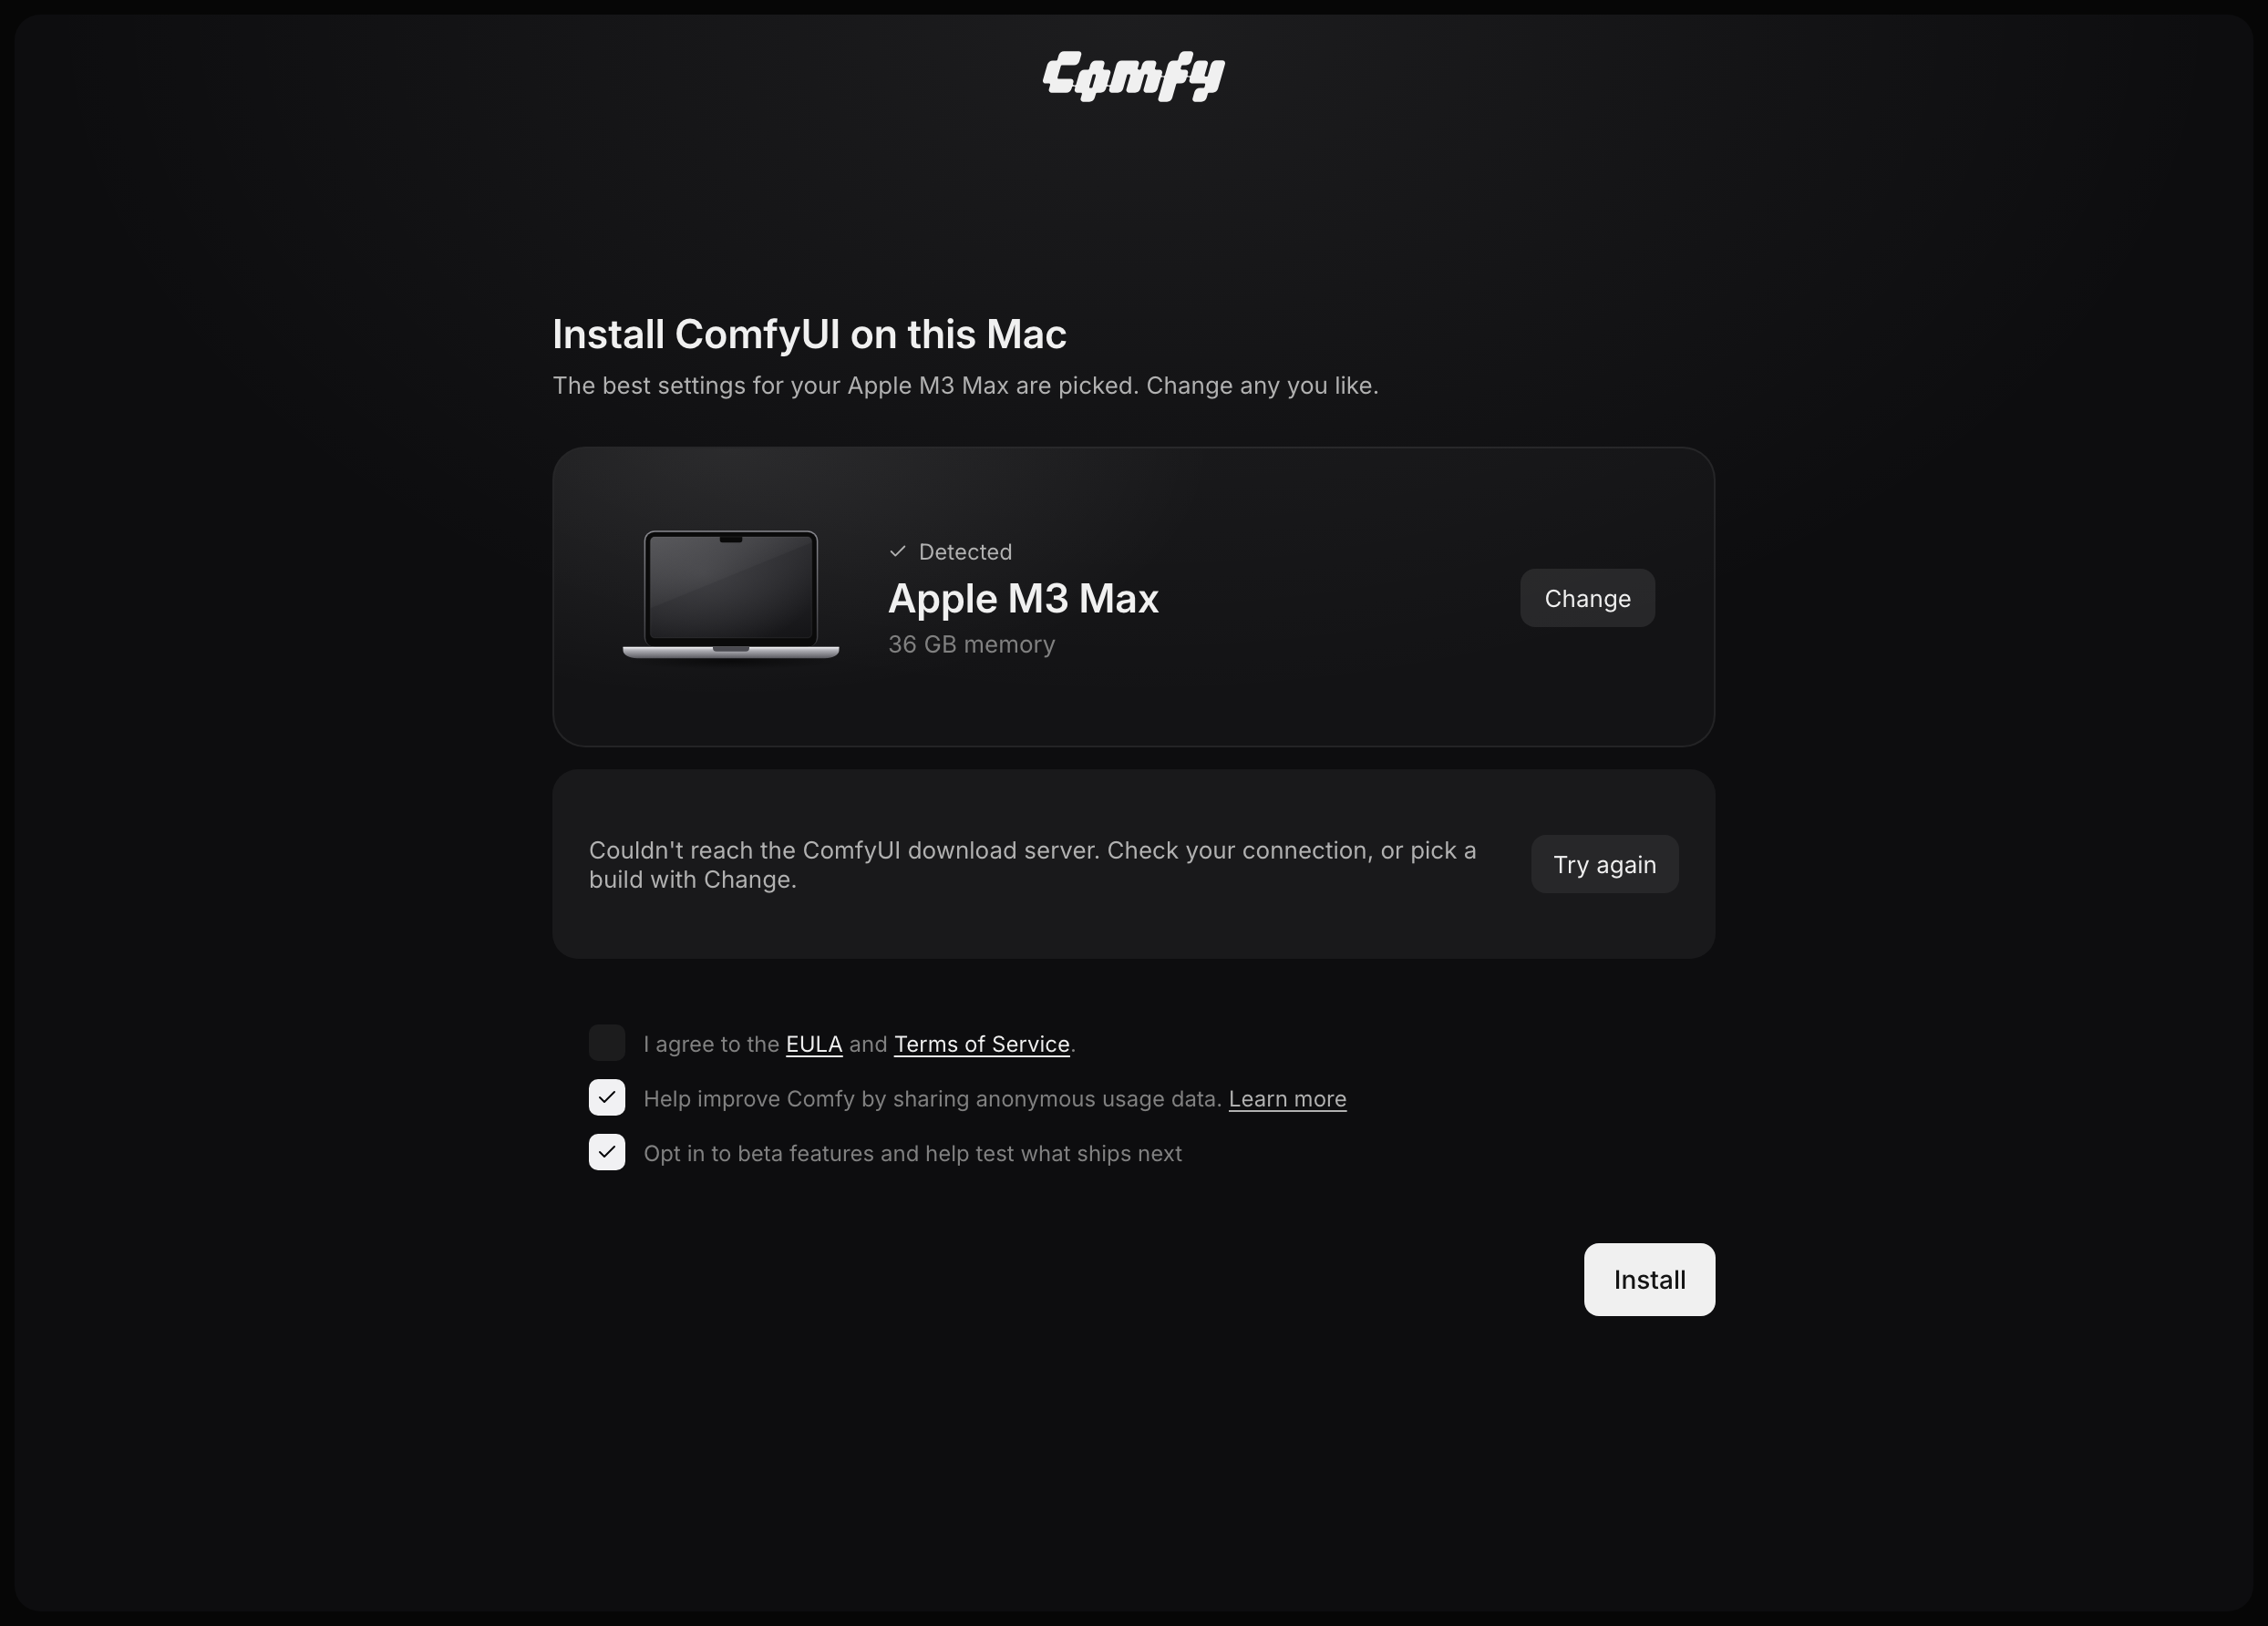 Comfy
Install ComfyUI on this Mac
The best settings for your Apple M3 Max are picked. Change any you like.
Detected
Apple M3 Max
36 GB memory
Change
Couldn't reach the ComfyUI download server. Check your connection, or pick a
build with Change.
Try again
I agree to the EULA and Terms of Service.
Help improve Comfy by sharing anonymous usage data. Learn more
Opt in to beta features and help test what ships next
Install